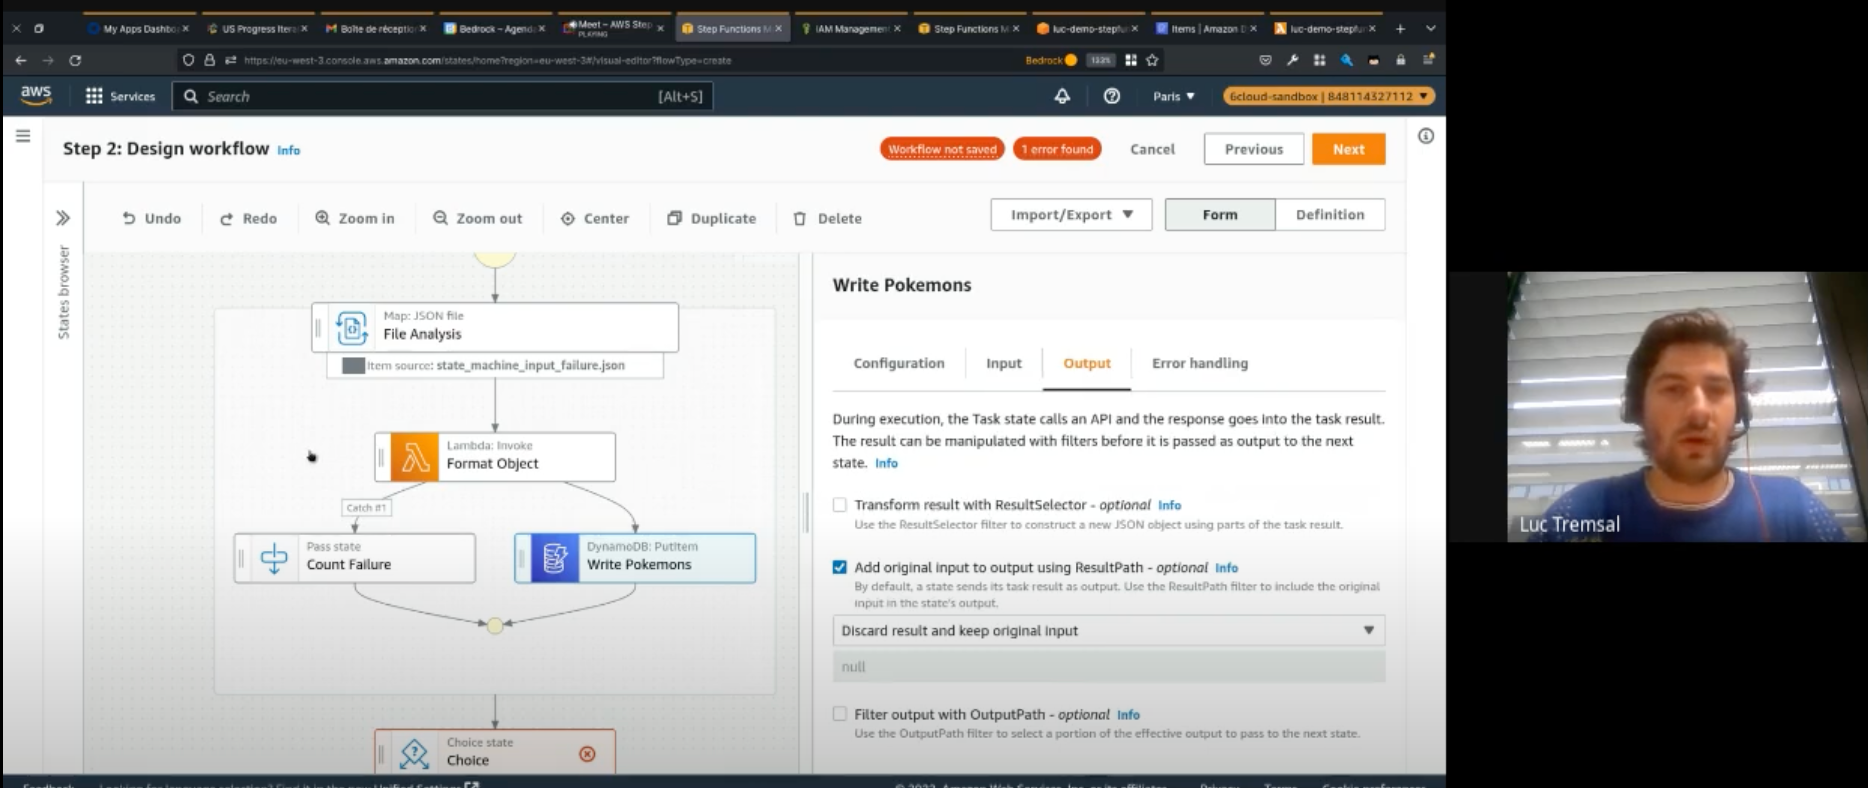 My Apps Dashbo
US Progress Itera
Boîte de réceptio
Bedrock – Agenda
Meet – AWS Step
PLAYING
Step Functions M
IAM Management
Step Functions M
luc-demo-stepfu
Items | Amazon D
luc-demo-stepfu
https://eu-west-3.console.aws.amazon.com/states/home?region=eu-west-3#/visual-editor?flowType=create
Bedrock
133%
aws
Services
Search
[Alt+S]
Paris
6cloud-sandbox | 848114327112
Step 2: Design workflow Info
Workflow not saved
1 error found
Cancel
Previous
Next
Undo
Redo
Zoom in
Zoom out
Center
Duplicate
Delete
Import/Export
Form
Definition
States browser
Map: JSON file
File Analysis
Item source: state_machine_input_failure.json
Lambda: Invoke
Format Object
Catch #1
Pass state
Count Failure
DynamoDB: PutItem
Write Pokemons
Choice state
Choice
Write Pokemons
Configuration
Input
Output
Error handling
During execution, the Task state calls an API and the response goes into the task result.
The result can be manipulated with filters before it is passed as output to the next
state. Info
Transform result with ResultSelector - optional Info
Use the ResultSelector filter to construct a new JSON object using parts of the task result.
Add original input to output using ResultPath - optional Info
By default, a state sends its task result as output. Use the ResultPath filter to include the original
input in the state's output.
Discard result and keep original input
null
Filter output with OutputPath - optional Info
Use the OutputPath filter to select a portion of the effective output to pass to the next state.
Luc Tremsal